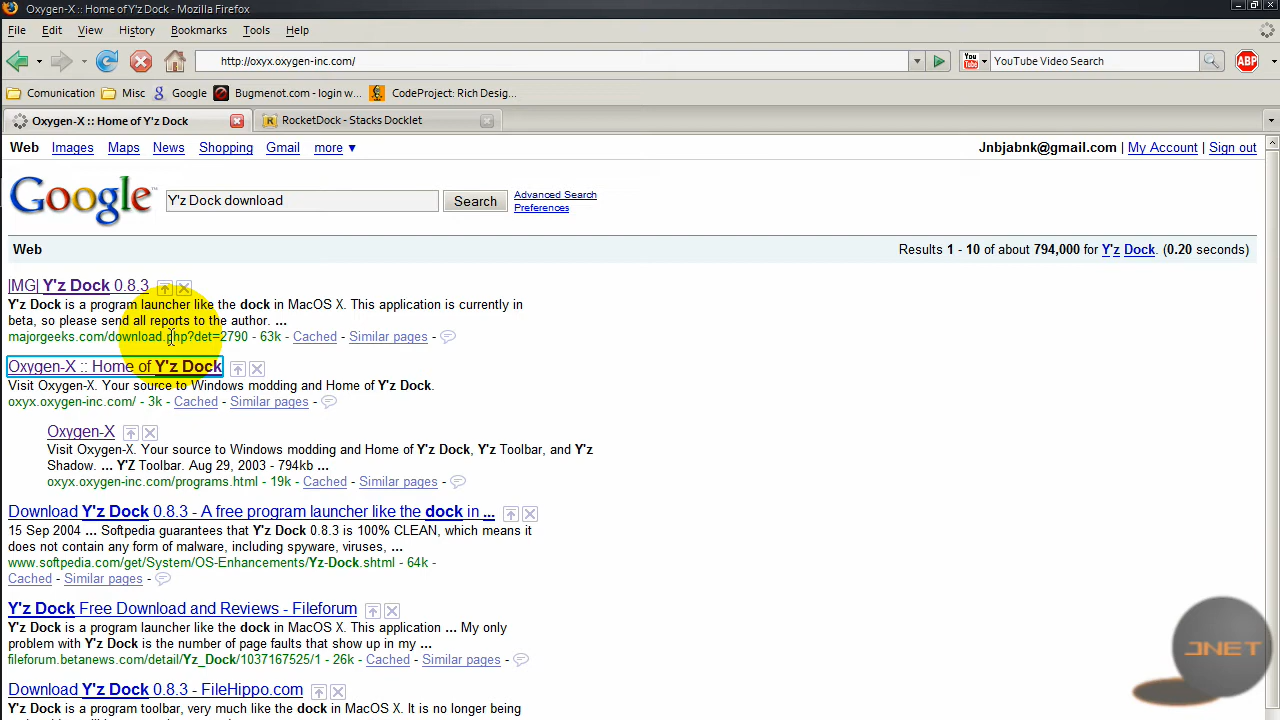 Oxygen-X :: Home of Y'z Dock - Mozilla Firefox
File Edit View History Bookmarks Tools Help
http://oxyx.oxygen-inc.com/
You Tube YouTube Video Search ABP
Comunication Misc Google Bugmenot.com - login w... CodeProject: Rich Desig...
Oxygen-X :: Home of Y'z Dock RocketDock - Stacks Docklet
Web Images Maps News Shopping Gmail more ▼ Jnbjabnk@gmail.com | My Account | Sign out
Google™ Y'z Dock download Search Advanced Search
Preferences
Web Results 1 - 10 of about 794,000 for Y'z Dock. (0.20 seconds)
|MG| Y'z Dock 0.8.3
Y'z Dock is a program launcher like the dock in MacOS X. This application is currently in
beta, so please send all reports to the author. ...
majorgeeks.com/download.php?det=2790 - 63k - Cached - Similar pages -
Oxygen-X :: Home of Y'z Dock
Visit Oxygen-X. Your source to Windows modding and Home of Y'z Dock.
oxyx.oxygen-inc.com/ - 3k - Cached - Similar pages -
Oxygen-X
Visit Oxygen-X. Your source to Windows modding and Home of Y'z Dock, Y'z Toolbar, and Y'z
Shadow. ... Y'Z Toolbar. Aug 29, 2003 - 794kb ...
oxyx.oxygen-inc.com/programs.html - 19k - Cached - Similar pages -
Download Y'z Dock 0.8.3 - A free program launcher like the dock in ...
15 Sep 2004 ... Softpedia guarantees that Y'z Dock 0.8.3 is 100% CLEAN, which means it
does not contain any form of malware, including spyware, viruses, ...
www.softpedia.com/get/System/OS-Enhancements/Yz-Dock.shtml - 64k -
Cached - Similar pages -
Y'z Dock Free Download and Reviews - Fileforum
Y'z Dock is a program launcher like the dock in MacOS X. This application ... My only
problem with Y'z Dock is the number of page faults that show up in my ...
fileforum.betanews.com/detail/Yz_Dock/1037167525/1 - 26k - Cached - Similar pages -
JNET
Download Y'z Dock 0.8.3 - FileHippo.com
Y'z Dock is a program toolbar, very much like the dock in MacOS X. It is no longer being